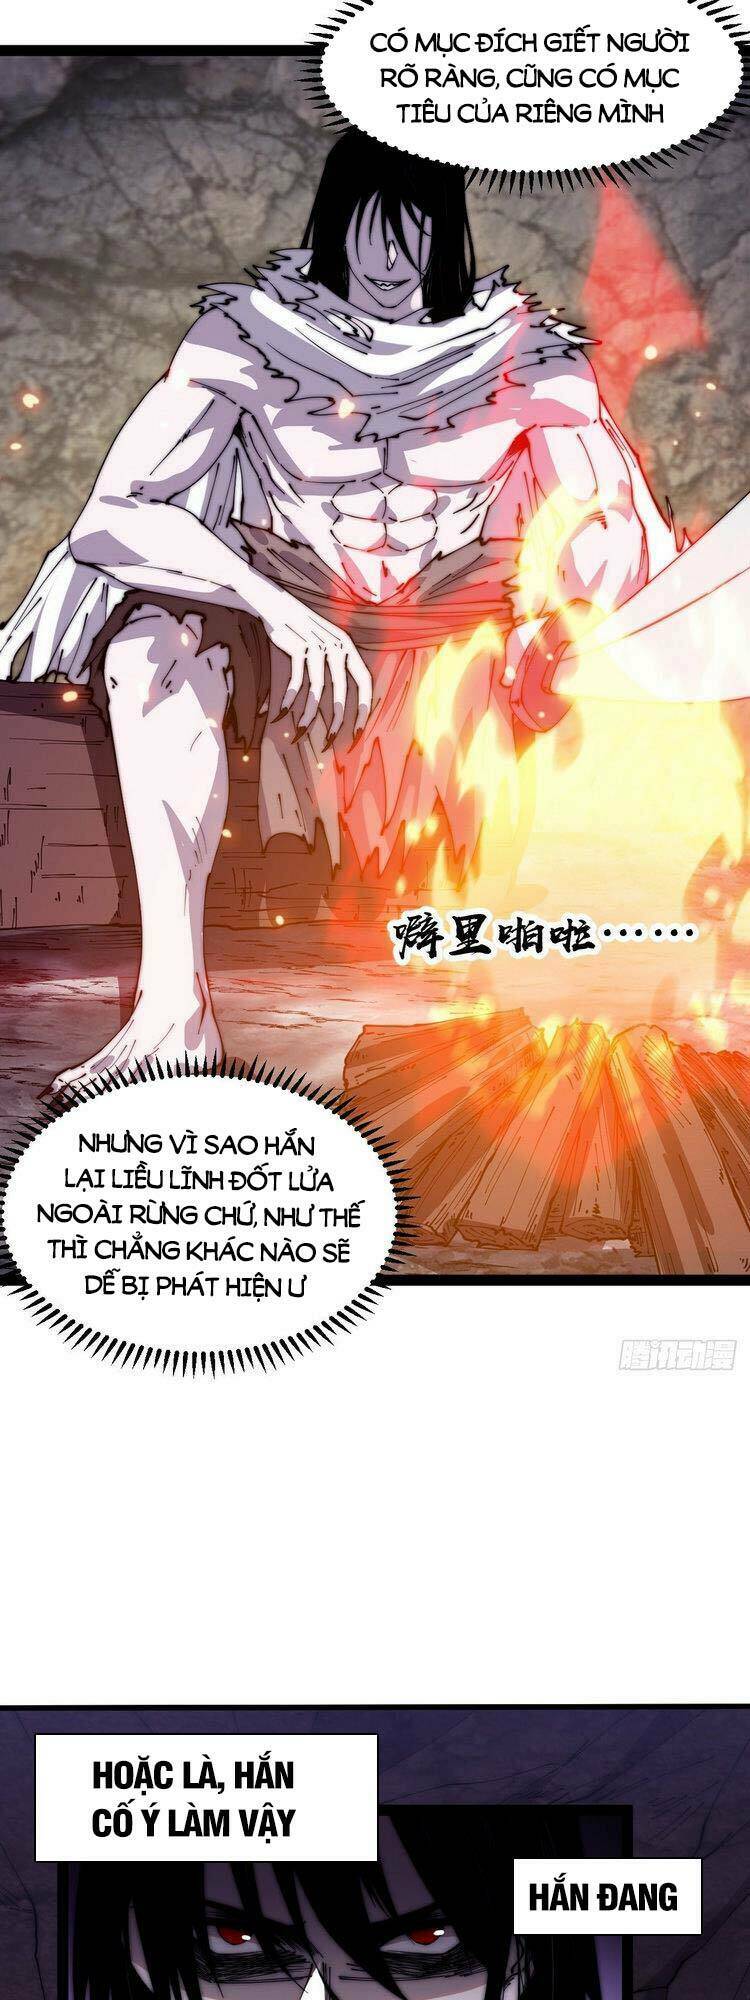 CÓ MỤC ĐÍCH GIẾT NGƯỜI
RÕ RÀNG, CŨNG CÓ MỤC
TIÊU CỦA RIÊNG MÌNH
噼里啪啦……
NHƯNG VÌ SAO HẮN
LẠI LIỀU LĨNH ĐỐT LỬA
NGOÀI RỪNG CHỨ, NHƯ THẾ
THÌ CHẲNG KHÁC NÀO SẼ
DỄ BỊ PHÁT HIỆN Ư
腾讯动漫
HOẶC LÀ, HẮN
CỐ Ý LÀM VẬY
HẮN ĐANG